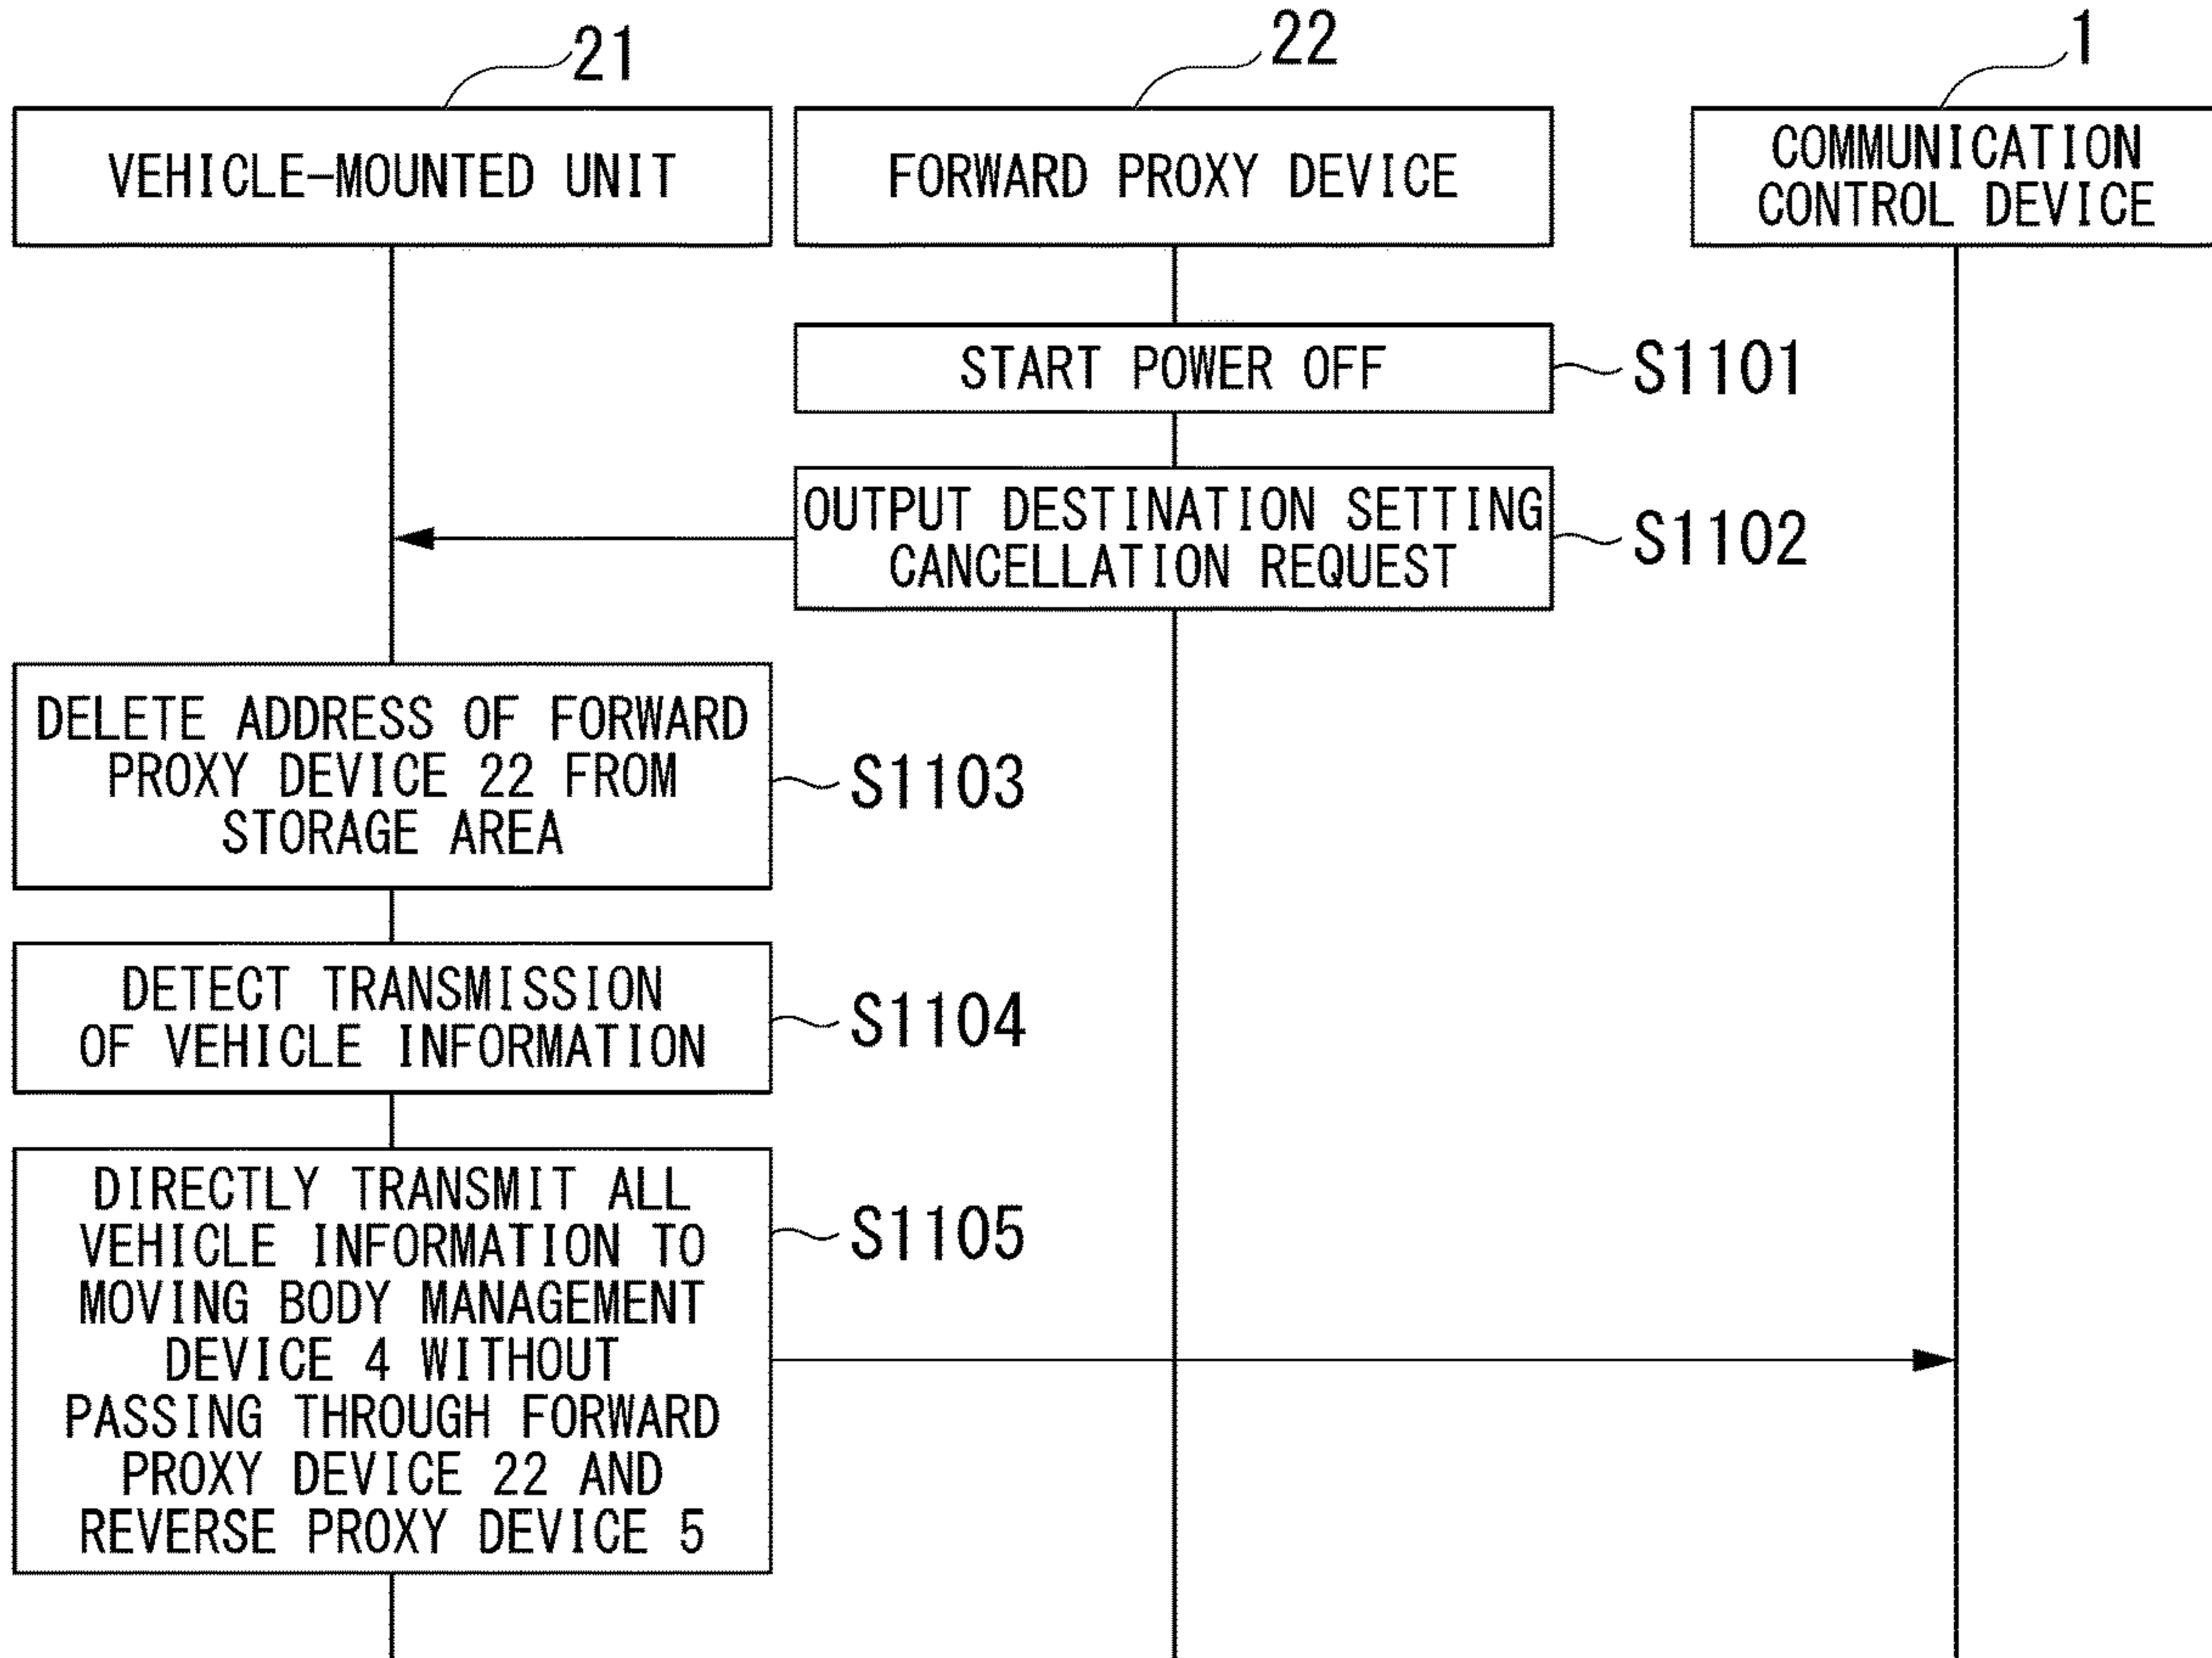 21
22
1
VEHICLE-MOUNTED UNIT
FORWARD PROXY DEVICE
COMMUNICATION
CONTROL DEVICE
START POWER OFF
S1101
OUTPUT DESTINATION SETTING
CANCELLATION REQUEST
S1102
DELETE ADDRESS OF FORWARD
PROXY DEVICE 22 FROM
STORAGE AREA
S1103
DETECT TRANSMISSION
OF VEHICLE INFORMATION
S1104
DIRECTLY TRANSMIT ALL
VEHICLE INFORMATION TO
MOVING BODY MANAGEMENT
DEVICE 4 WITHOUT
PASSING THROUGH FORWARD
PROXY DEVICE 22 AND
REVERSE PROXY DEVICE 5
S1105